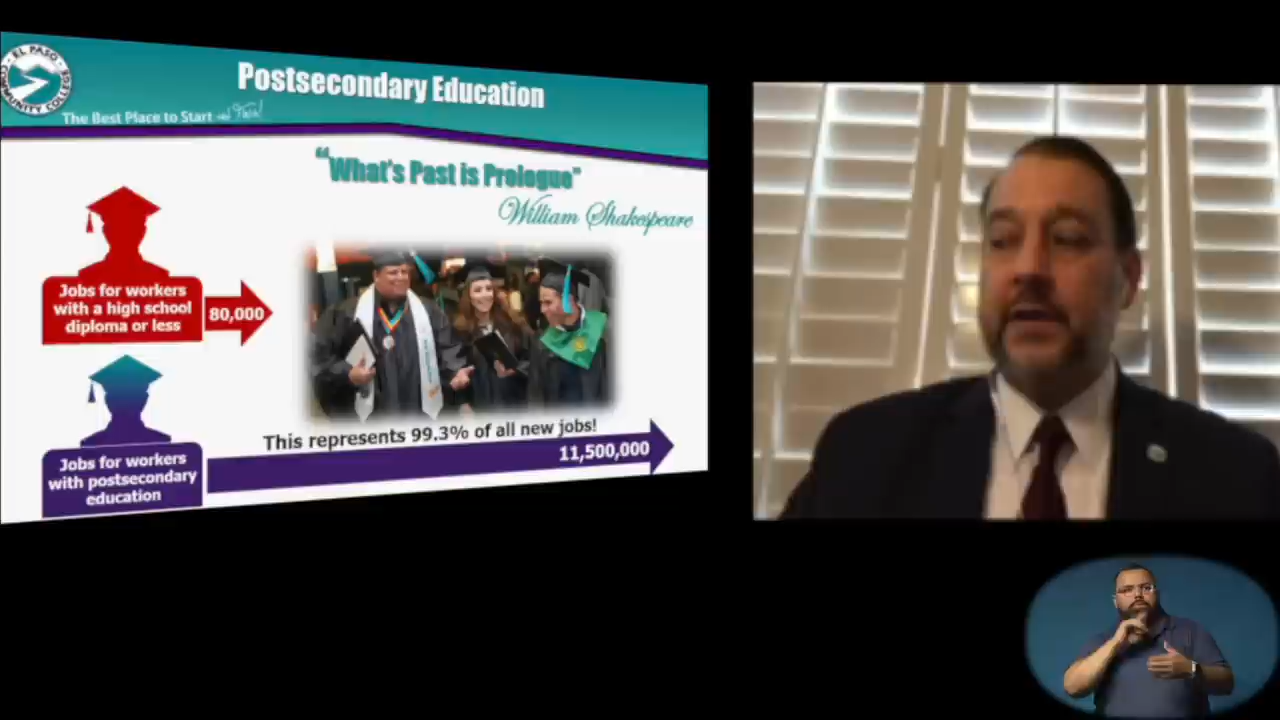 EL PASO
COMMUNITY COLLEGE
The Best Place to Start and Finish!
Postsecondary Education
"What's Past is Prologue"
William Shakespeare
Jobs for workers
with a high school
diploma or less
80,000
This represents 99.3% of all new jobs!
11,500,000
Jobs for workers
with postsecondary
education